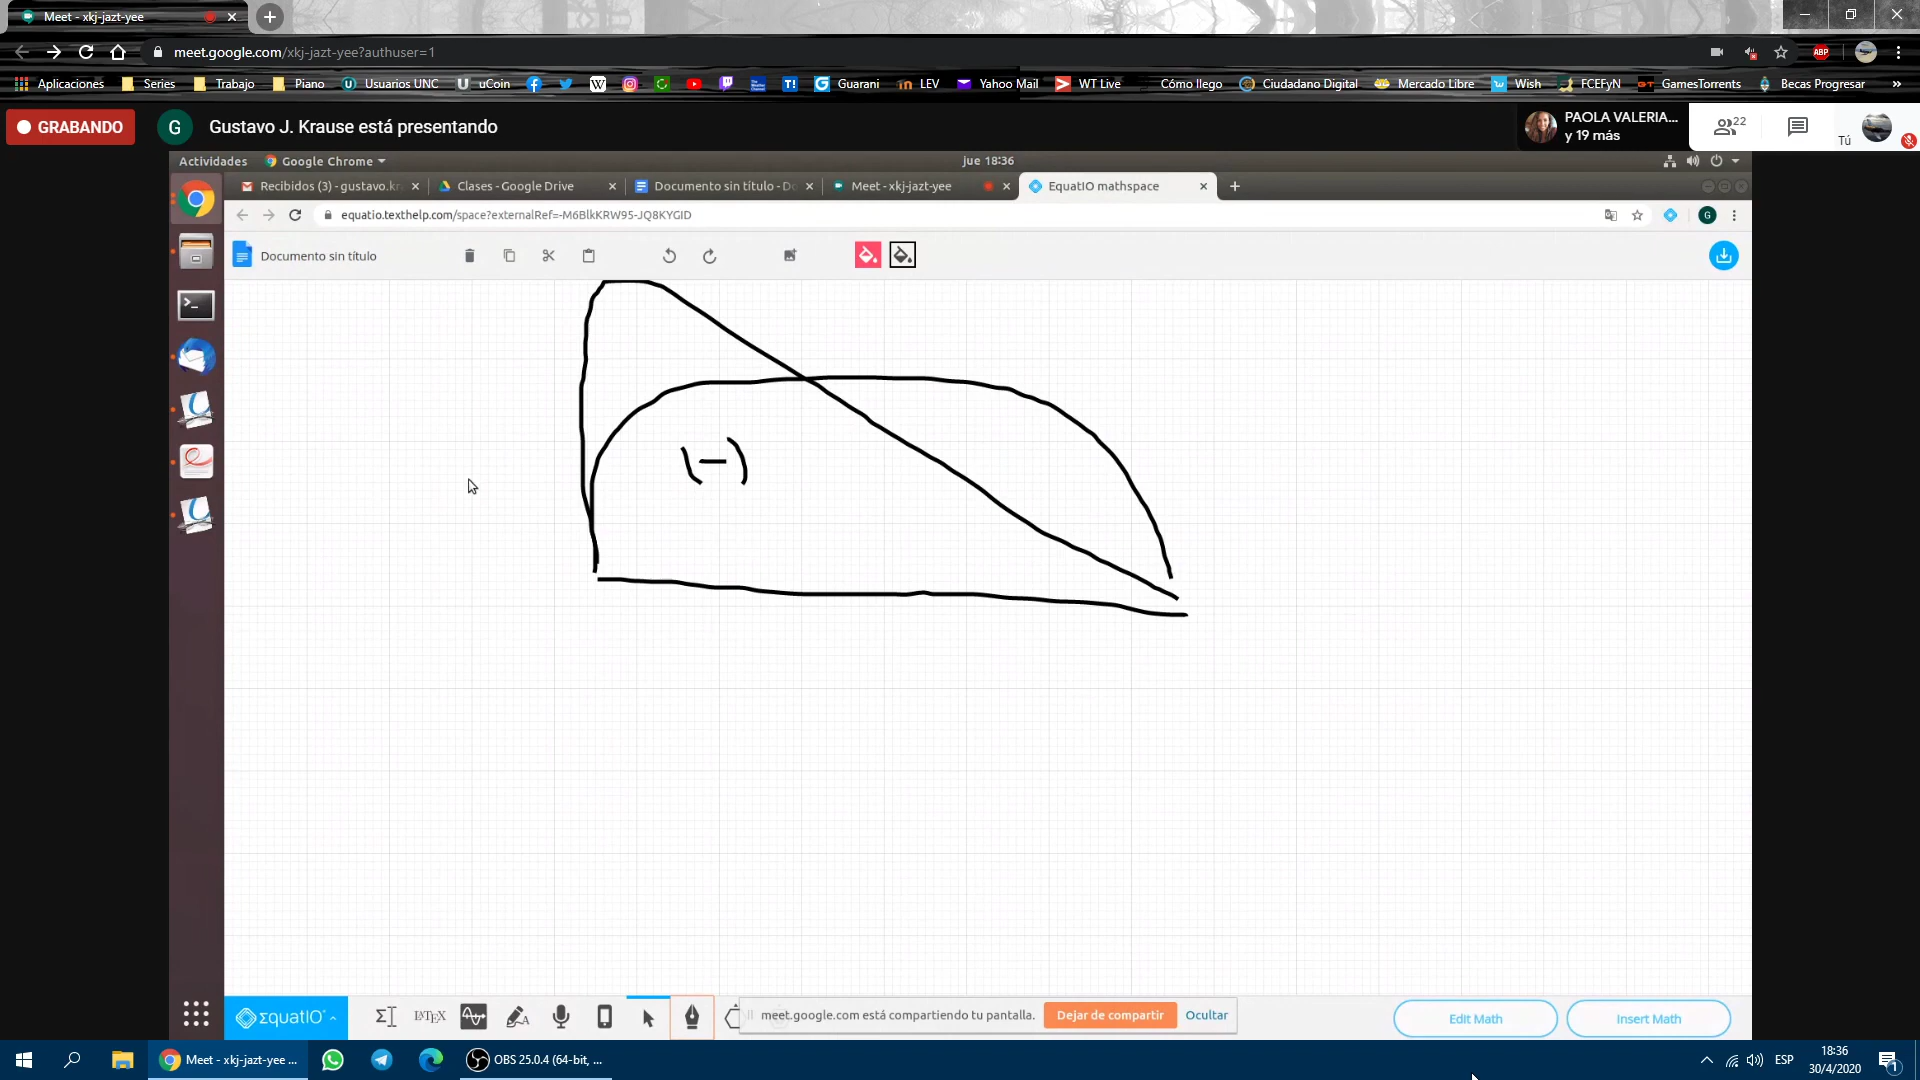 Meet - xkj-jazt-yee
meet.google.com/xkj-jazt-yee?authuser=1
ABP
Aplicaciones Series Trabajo Piano Usuarios UNC uCoin Guarani LEV Yahoo Mail WT Live Cómo llego Ciudadano Digital Mercado Libre Wish FCEFyN GamesTorrents Becas Progresar »
GRABANDO G Gustavo J. Krause está presentando
PAOLA VALERIA...
y 19 más
22
Tú
Actividades Google Chrome jue 18:36
Recibidos (3) - gustavo.kr Clases - Google Drive Documento sin título - Do Meet - xkj-jazt-yee EquatIO mathspace
equatio.texthelp.com/space?externalRef=-M6BlkKRW95-JQ8KYGID G
Documento sin título
(-)
EquatIO LATEX meet.google.com está compartiendo tu pantalla. Dejar de compartir Ocultar Edit Math Insert Math
Meet - xkj-jazt-yee ... OBS 25.0.4 (64-bit, ... ESP 18:36
30/4/2020
1